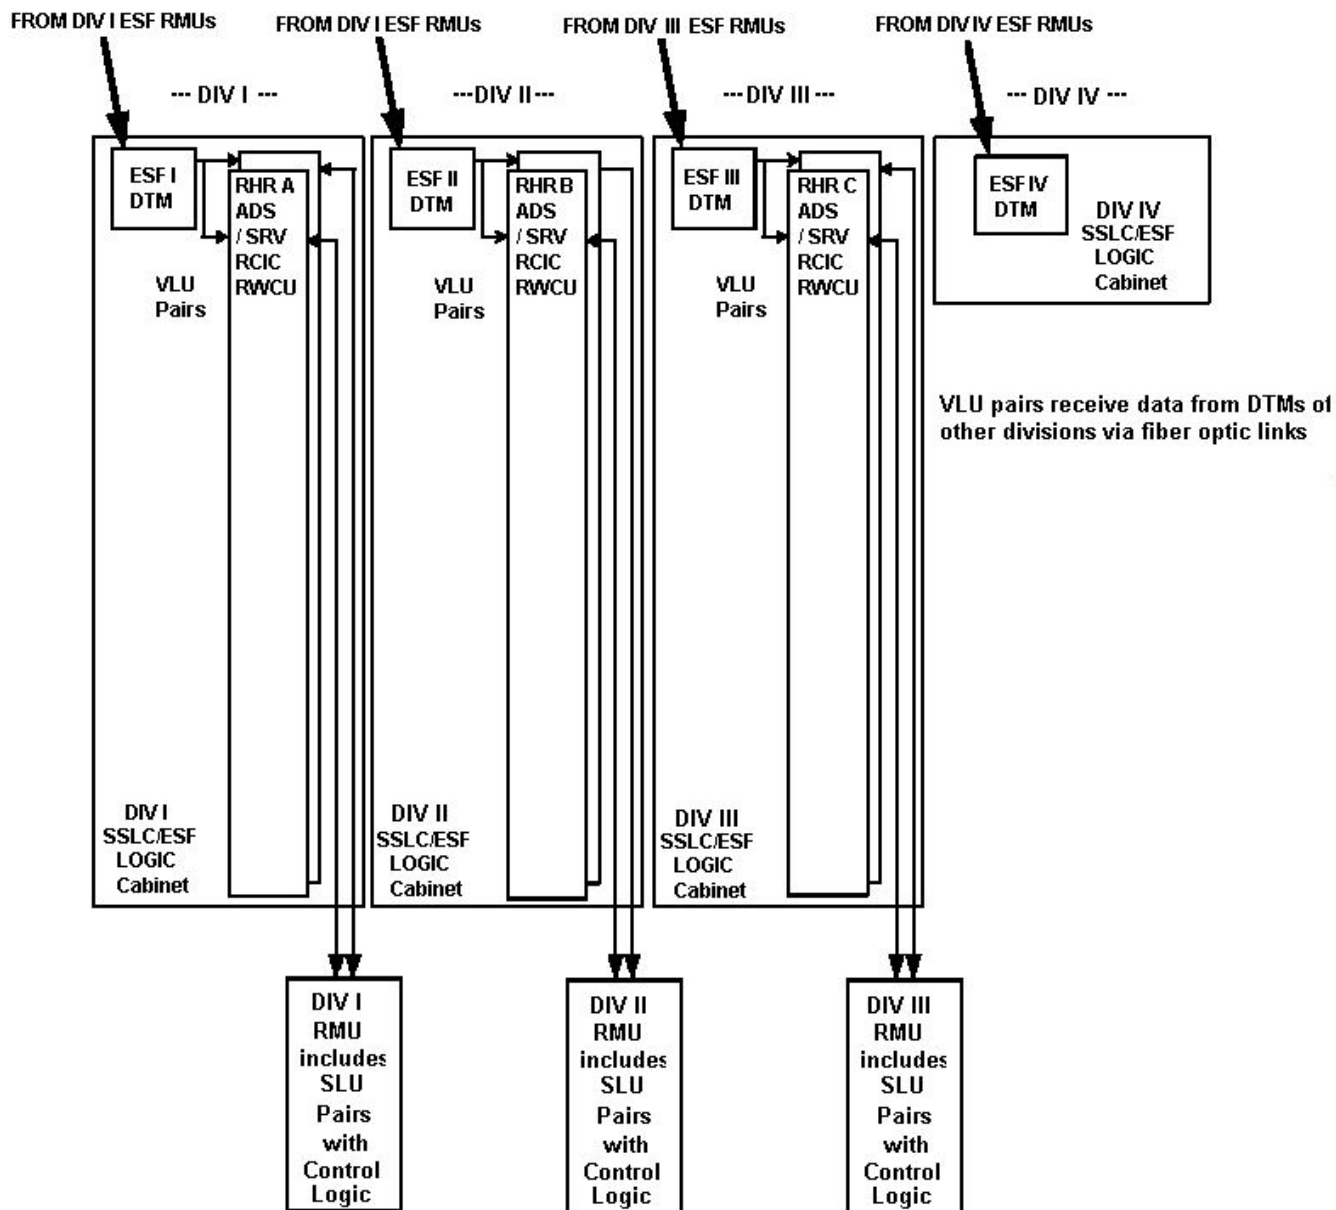 FROM DIV I ESF RMUs
FROM DIV I ESF RMUs
FROM DIV III ESF RMUs
FROM DIV IV ESF RMUs
--- DIV I ---
---DIV II---
---DIV III---
--- DIV IV ---
ESF I
DTM
RHR A
ADS
/ SRV
RCIC
RWCU
VLU
Pairs
DIV I
SSLC/ESF
LOGIC
Cabinet
ESF II
DTM
RHR B
ADS
/ SRV
RCIC
RWCU
VLU
Pairs
DIV II
SSLC/ESF
LOGIC
Cabinet
ESF III
DTM
RHR C
ADS
/ SRV
RCIC
RWCU
VLU
Pairs
DIV III
SSLC/ESF
LOGIC
Cabinet
ESF IV
DTM
DIV IV
SSLC/ESF
LOGIC
Cabinet
VLU pairs receive data from DTMs of
other divisions via fiber optic links
DIV I
RMU
includes
SLU
Pairs
with
Control
Logic
DIV II
RMU
includes
SLU
Pairs
with
Control
Logic
DIV III
RMU
includes
SLU
Pairs
with
Control
Logic